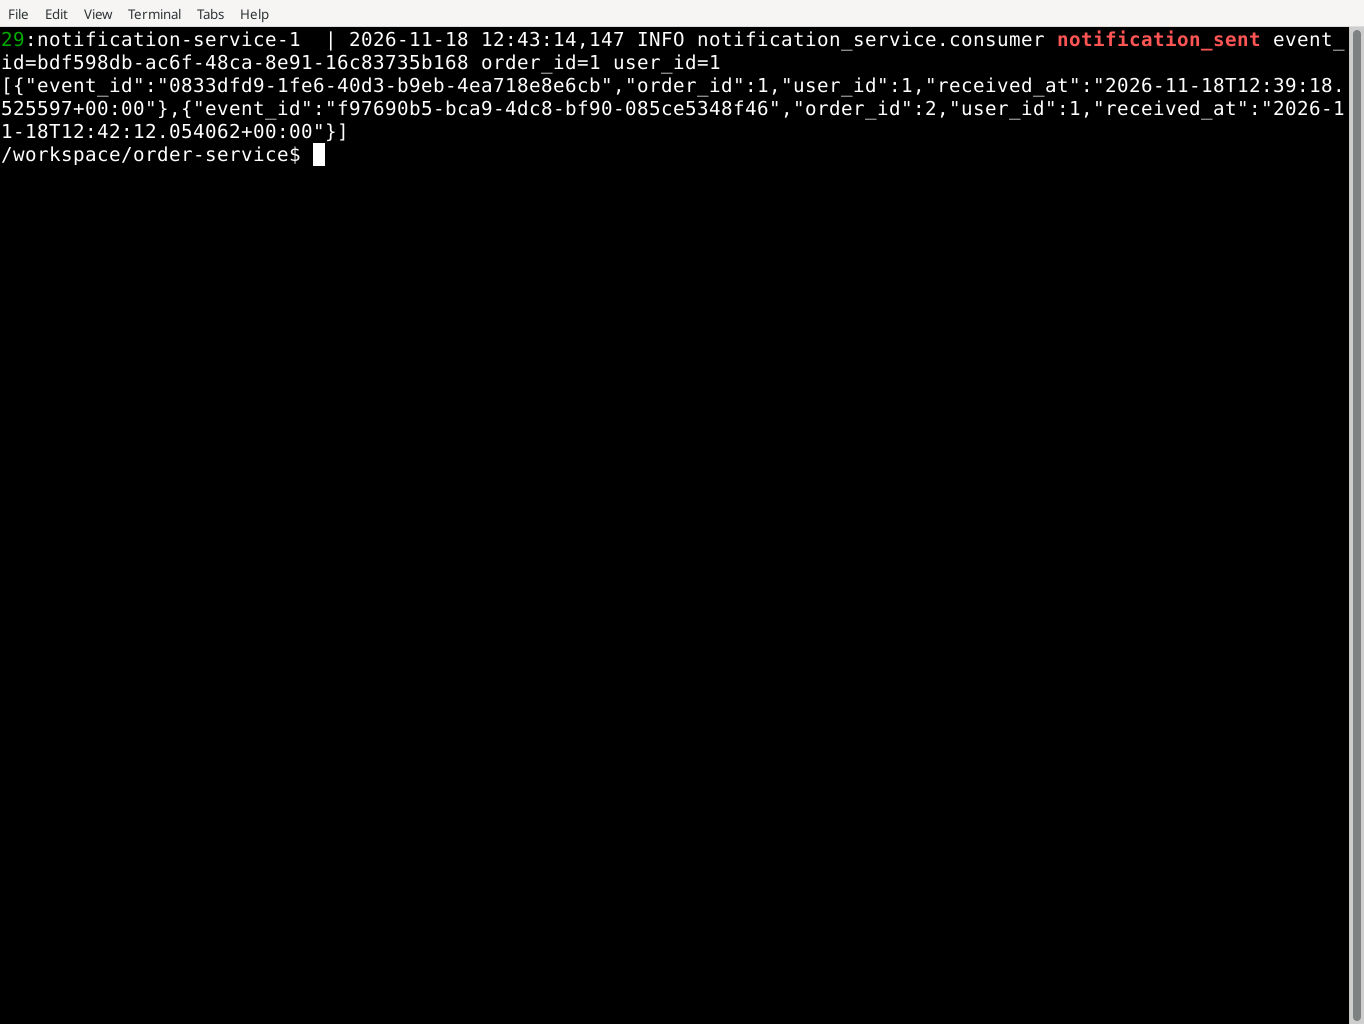 File Edit View Terminal Tabs Help
29:notification-service-1  | 2026-11-18 12:43:14,147 INFO notification_service.consumer notification_sent event_
id=bdf598db-ac6f-48ca-8e91-16c83735b168 order_id=1 user_id=1
[{"event_id":"0833dfd9-1fe6-40d3-b9eb-4ea718e8e6cb","order_id":1,"user_id":1,"received_at":"2026-11-18T12:39:18.
525597+00:00"},{"event_id":"f97690b5-bca9-4dc8-bf90-085ce5348f46","order_id":2,"user_id":1,"received_at":"2026-1
1-18T12:42:12.054062+00:00"}]
/workspace/order-service$